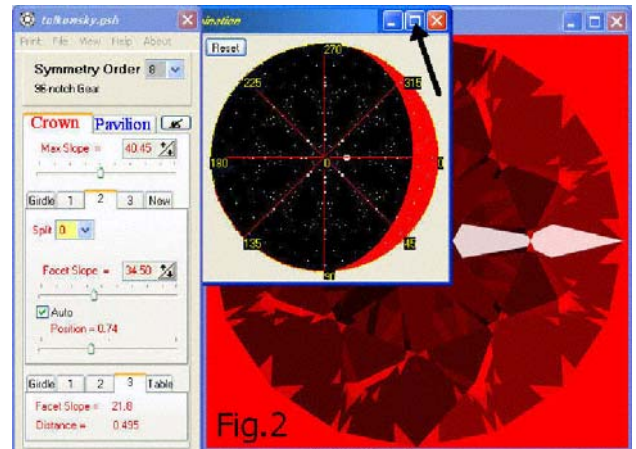 tolkowsky.gsh
Print File View Help About
Symmetry Order 8
96-notch Gear
Crown Pavilion
Max Slope = 40.45
Girdle 1 2 3 New
Split 0
Facet Slope = 34.50
Auto
Position = 0.74
Girdle 1 2 3 Table
Facet Slope = 21.8
Distance = 0.495
mination
Reset
270
225
315
180
0
0
135
45
Fig.2